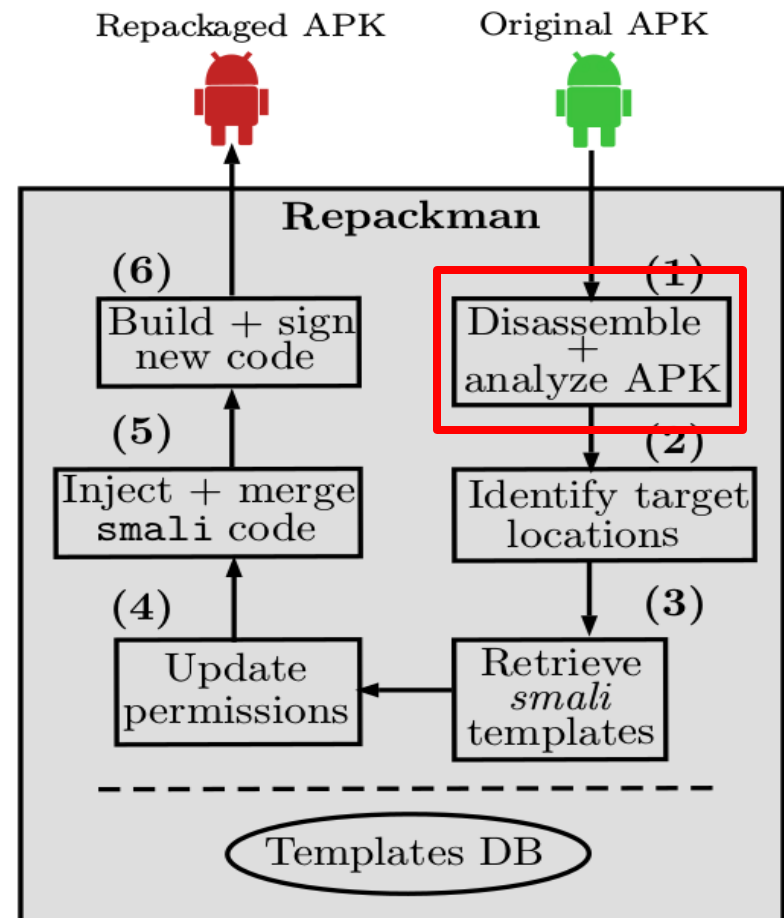 Repackaged APK
Original APK
Repackman
(1)
Disassemble
+
analyze APK
(2)
Identify target
locations
(3)
Retrieve
smali
templates
(4)
Update
permissions
(5)
Inject + merge
smali code
(6)
Build + sign
new code
Templates DB